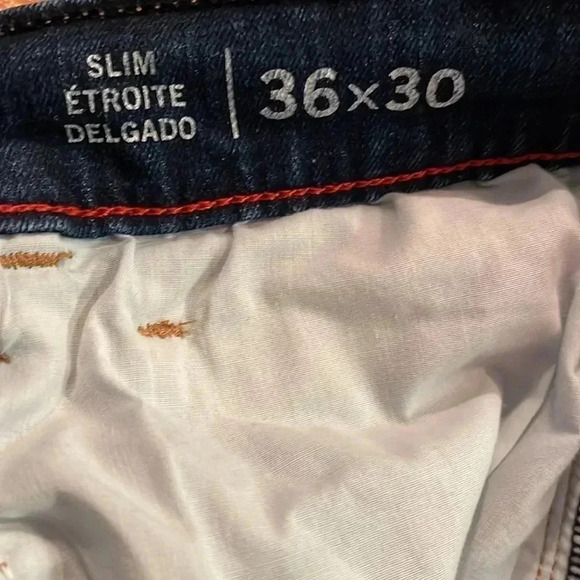 SLIM
ÉTROITE
DELGADO
36x30